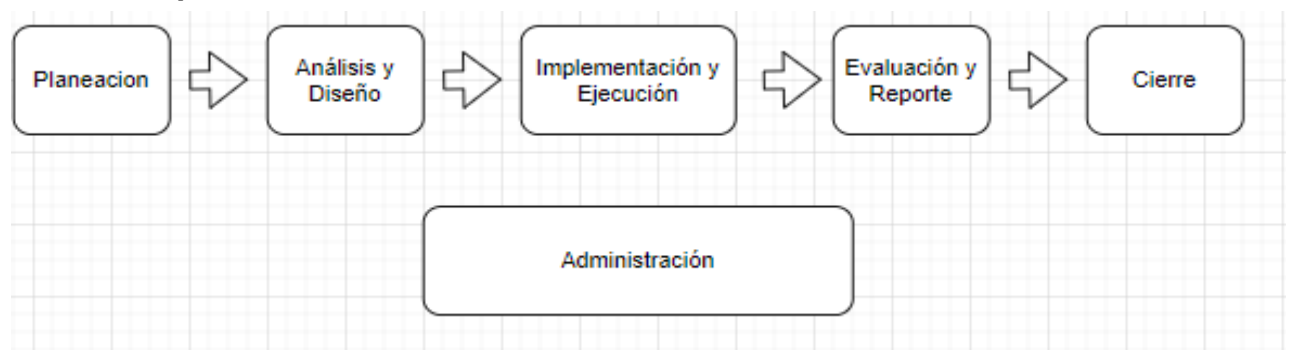 Planeacion
Análisis y
Diseño
Implementación y
Ejecución
Evaluación y
Reporte
Cierre
Administración